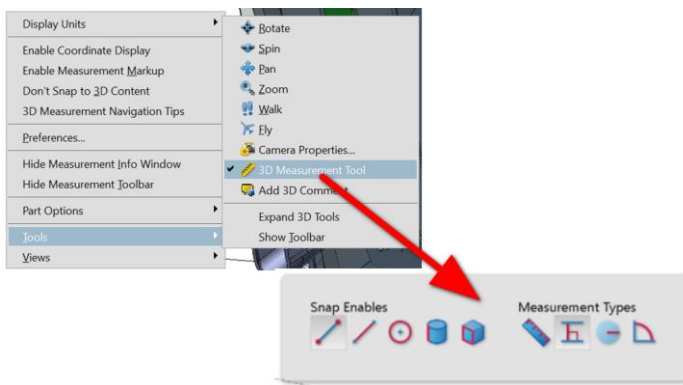 Display Units
Enable Coordinate Display
Enable Measurement Markup
Don't Snap to 3D Content
3D Measurement Navigation Tips
Preferences...
Hide Measurement Info Window
Hide Measurement Toolbar
Part Options
Tools
Views
Rotate
Spin
Pan
Zoom
Walk
Fly
Camera Properties...
3D Measurement Tool
Add 3D Comment
Expand 3D Tools
Show Toolbar
Snap Enables
Measurement Types